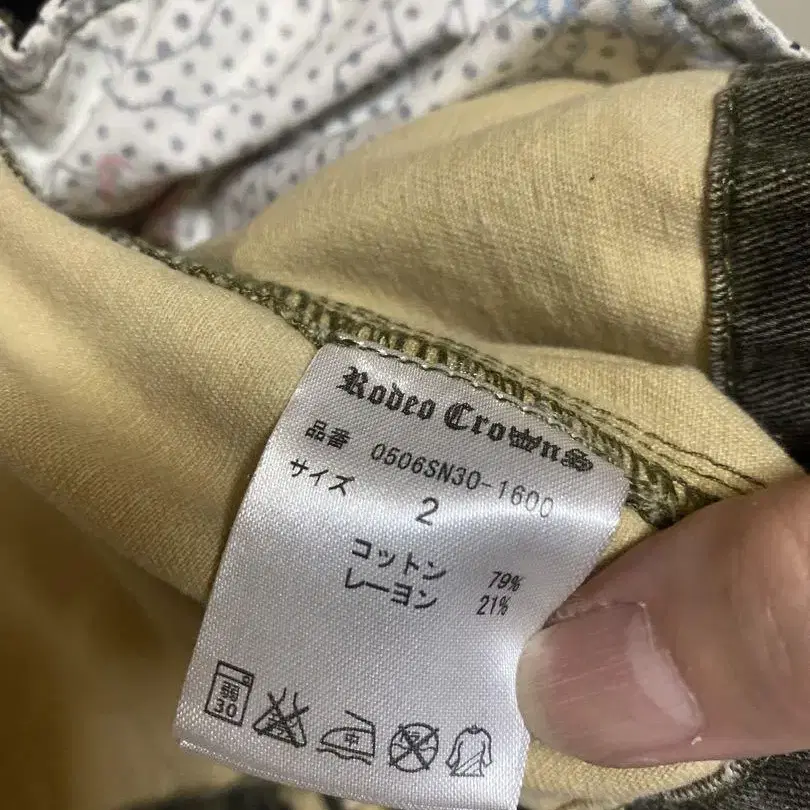 Rodeo Crowns
品番 0506SN30-1600
サイズ 2
コットン 79%
レーヨン 21%
弱
30
中